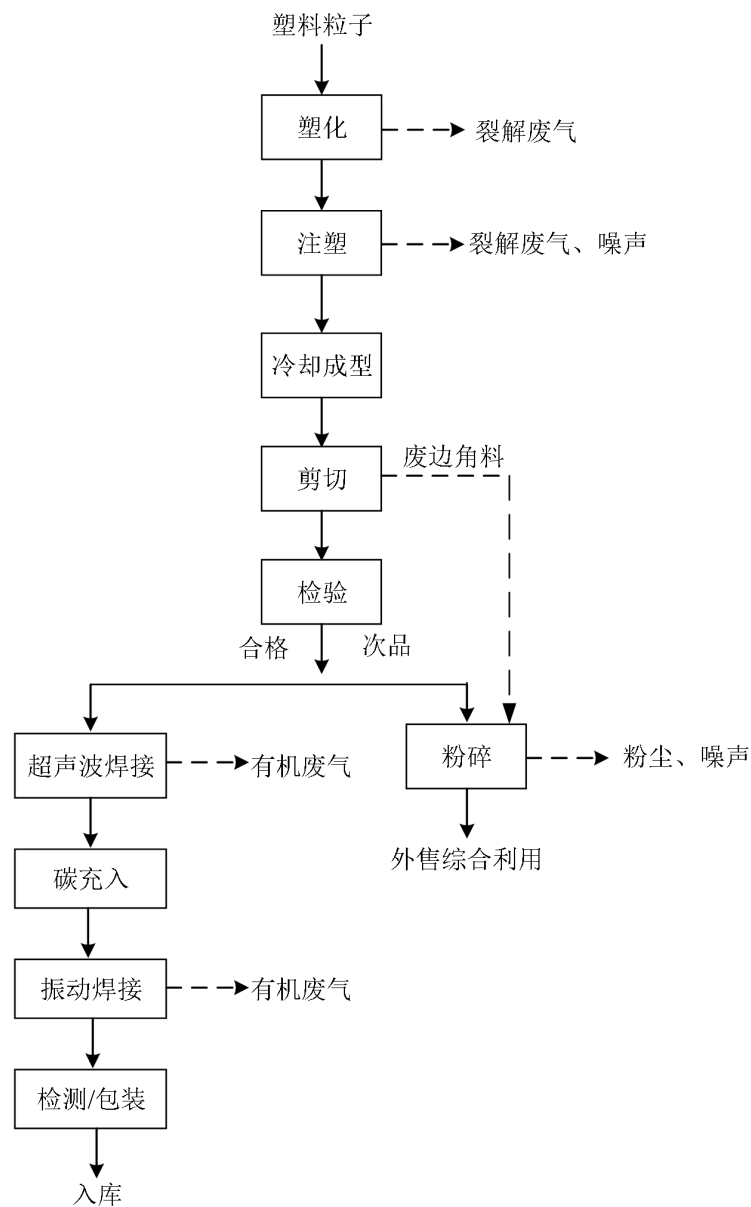 塑料粒子
塑化
裂解废气
注塑
裂解废气、噪声
冷却成型
废边角料
剪切
检验
合格
次品
超声波焊接
有机废气
粉碎
粉尘、噪声
外售综合利用
碳充入
振动焊接
有机废气
检测/包装
入库